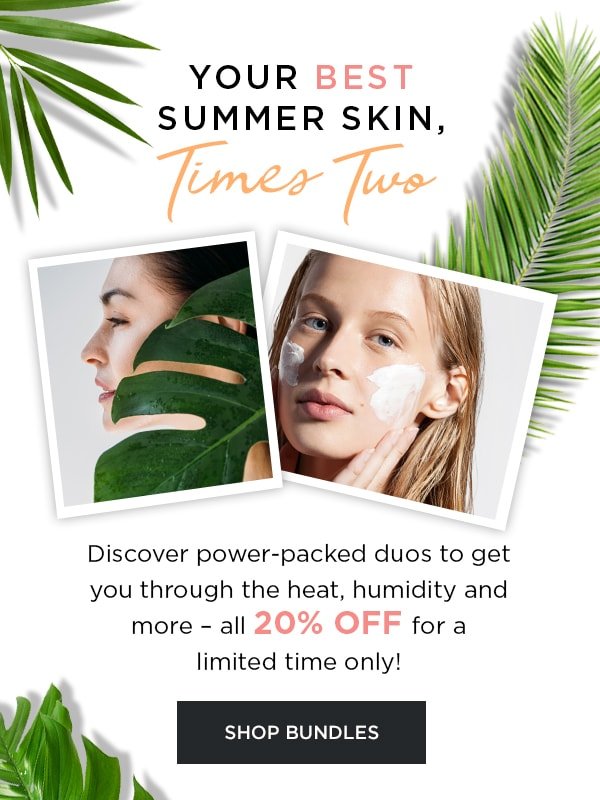 YOUR BEST
SUMMER SKIN,
Times Two
Discover power-packed duos to get
you through the heat, humidity and
more – all 20% OFF for a
limited time only!
SHOP BUNDLES